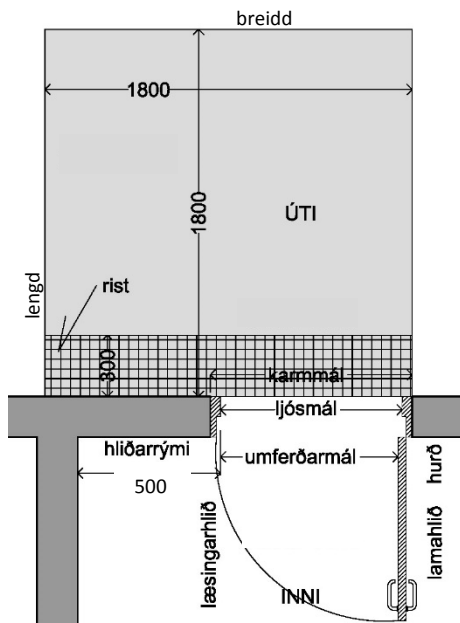 breidd
1800
1800
ÚTI
lengd
rist
300
karmmál
ljósmál
hliðarrými
umferðarmál
500
læsingarhlið
lamahlið
hurð
INNI